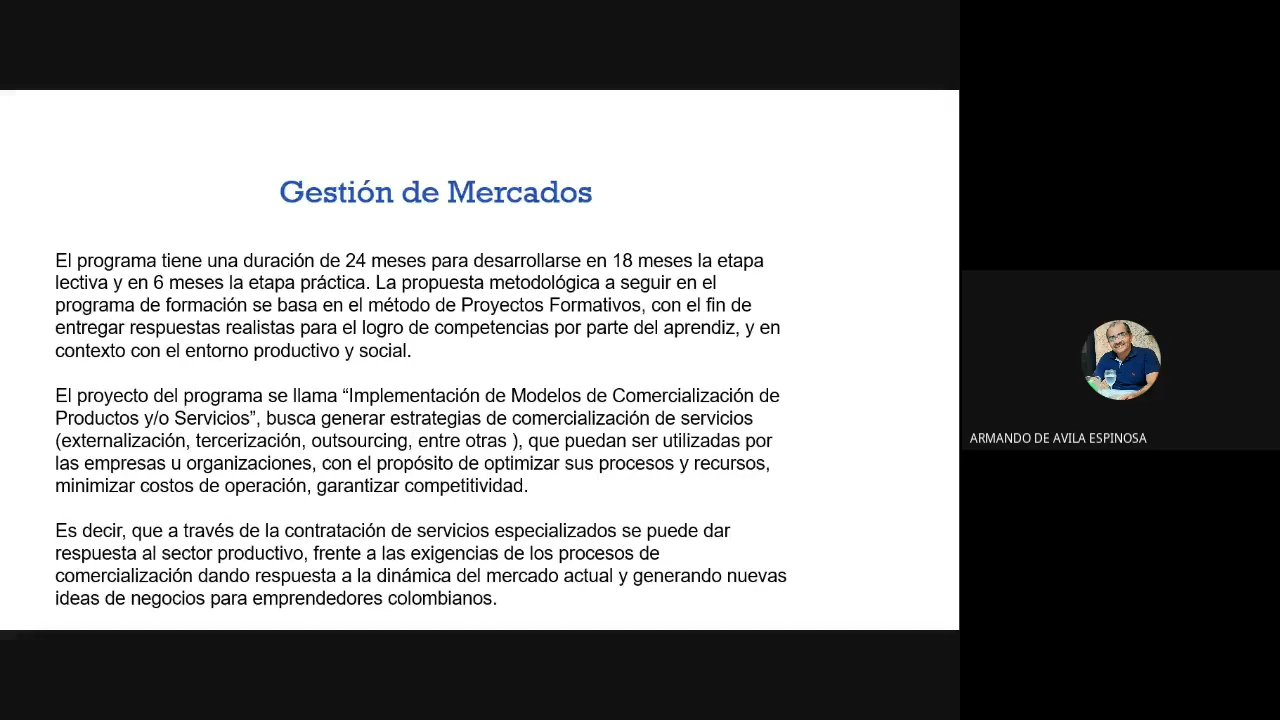 Gestión de Mercados
El programa tiene una duración de 24 meses para desarrollarse en 18 meses la etapa
lectiva y en 6 meses la etapa práctica. La propuesta metodológica a seguir en el
programa de formación se basa en el método de Proyectos Formativos, con el fin de
entregar respuestas realistas para el logro de competencias por parte del aprendiz, y en
contexto con el entorno productivo y social.
El proyecto del programa se llama “Implementación de Modelos de Comercialización de
Productos y/o Servicios”, busca generar estrategias de comercialización de servicios
(externalización, tercerización, outsourcing, entre otras ), que puedan ser utilizadas por
las empresas u organizaciones, con el propósito de optimizar sus procesos y recursos,
minimizar costos de operación, garantizar competitividad.
Es decir, que a través de la contratación de servicios especializados se puede dar
respuesta al sector productivo, frente a las exigencias de los procesos de
comercialización dando respuesta a la dinámica del mercado actual y generando nuevas
ideas de negocios para emprendedores colombianos.
ARMANDO DE AVILA ESPINOSA